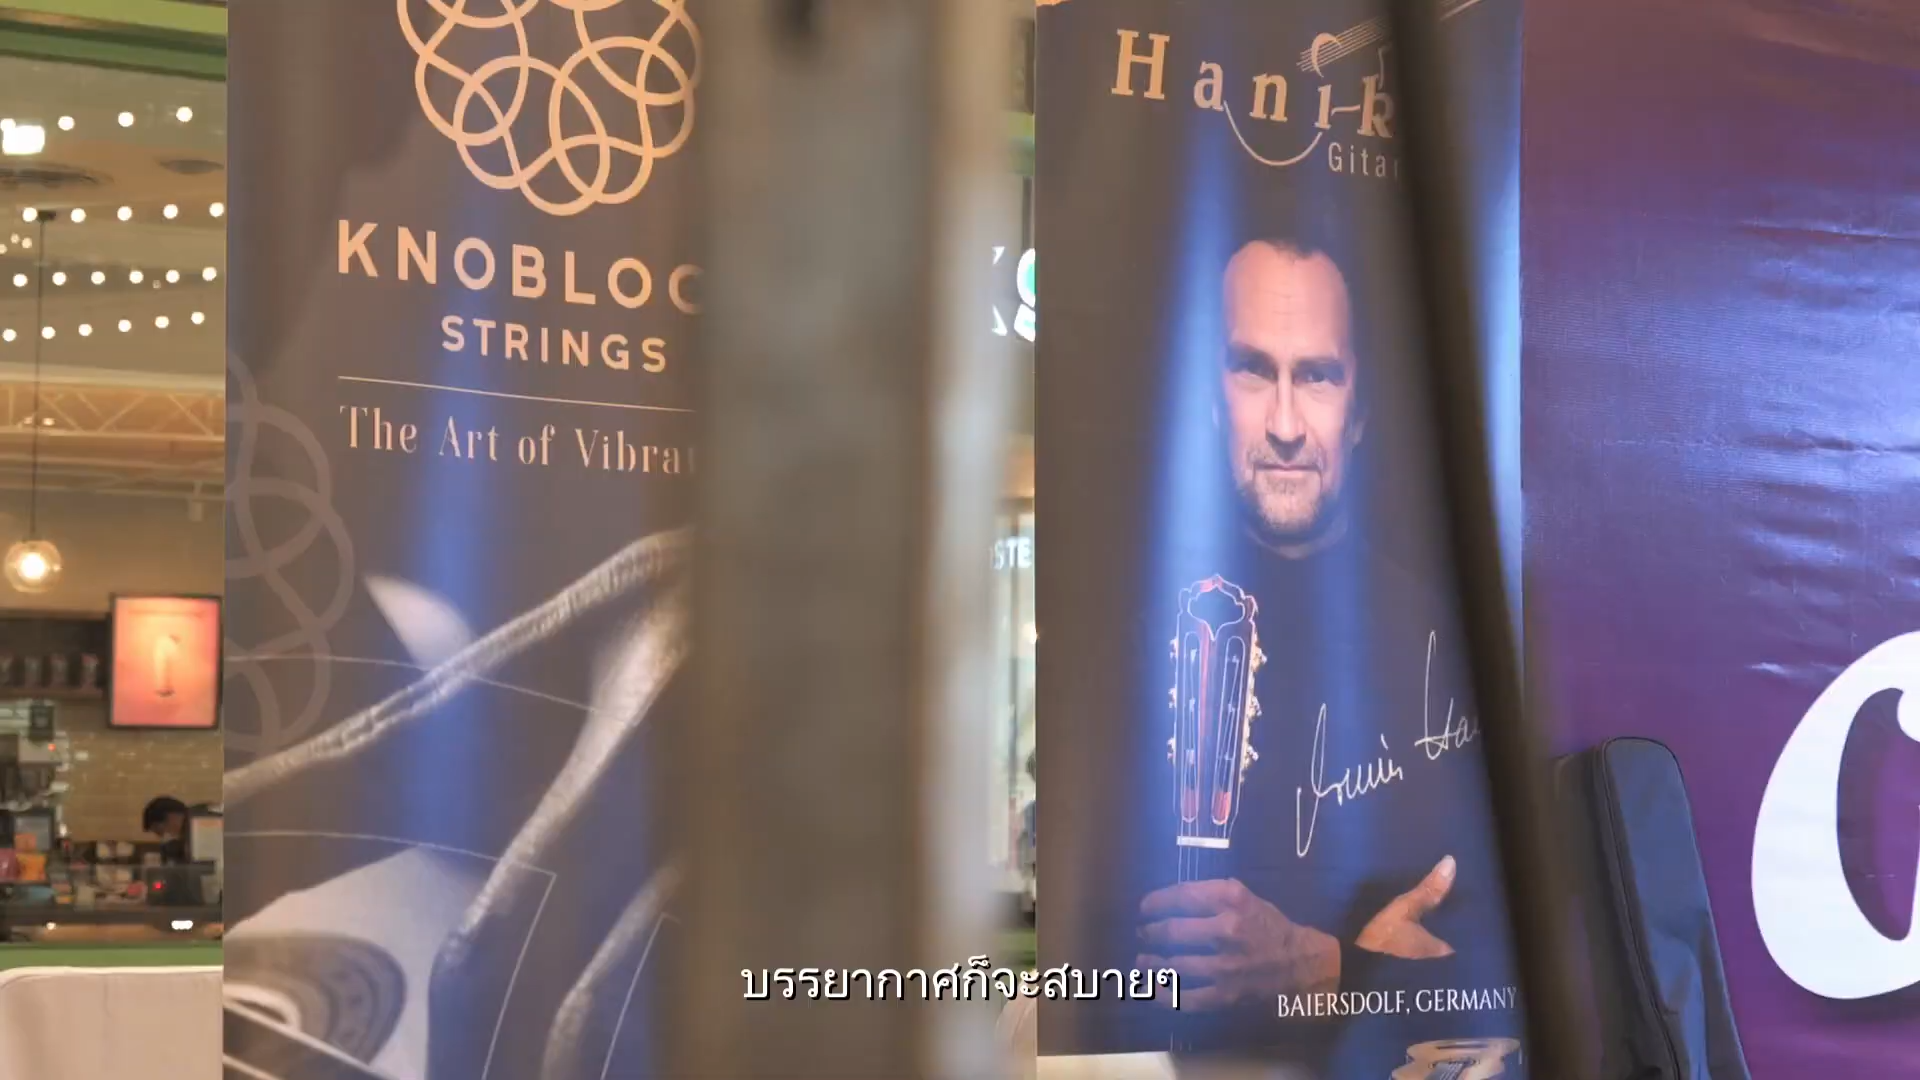 KNOBLOC
STRINGS
The Art of Vibra
Hanik
Gitar
BAIERSDOLF, GERMANY
บรรยากาศก็จะสบายๆ